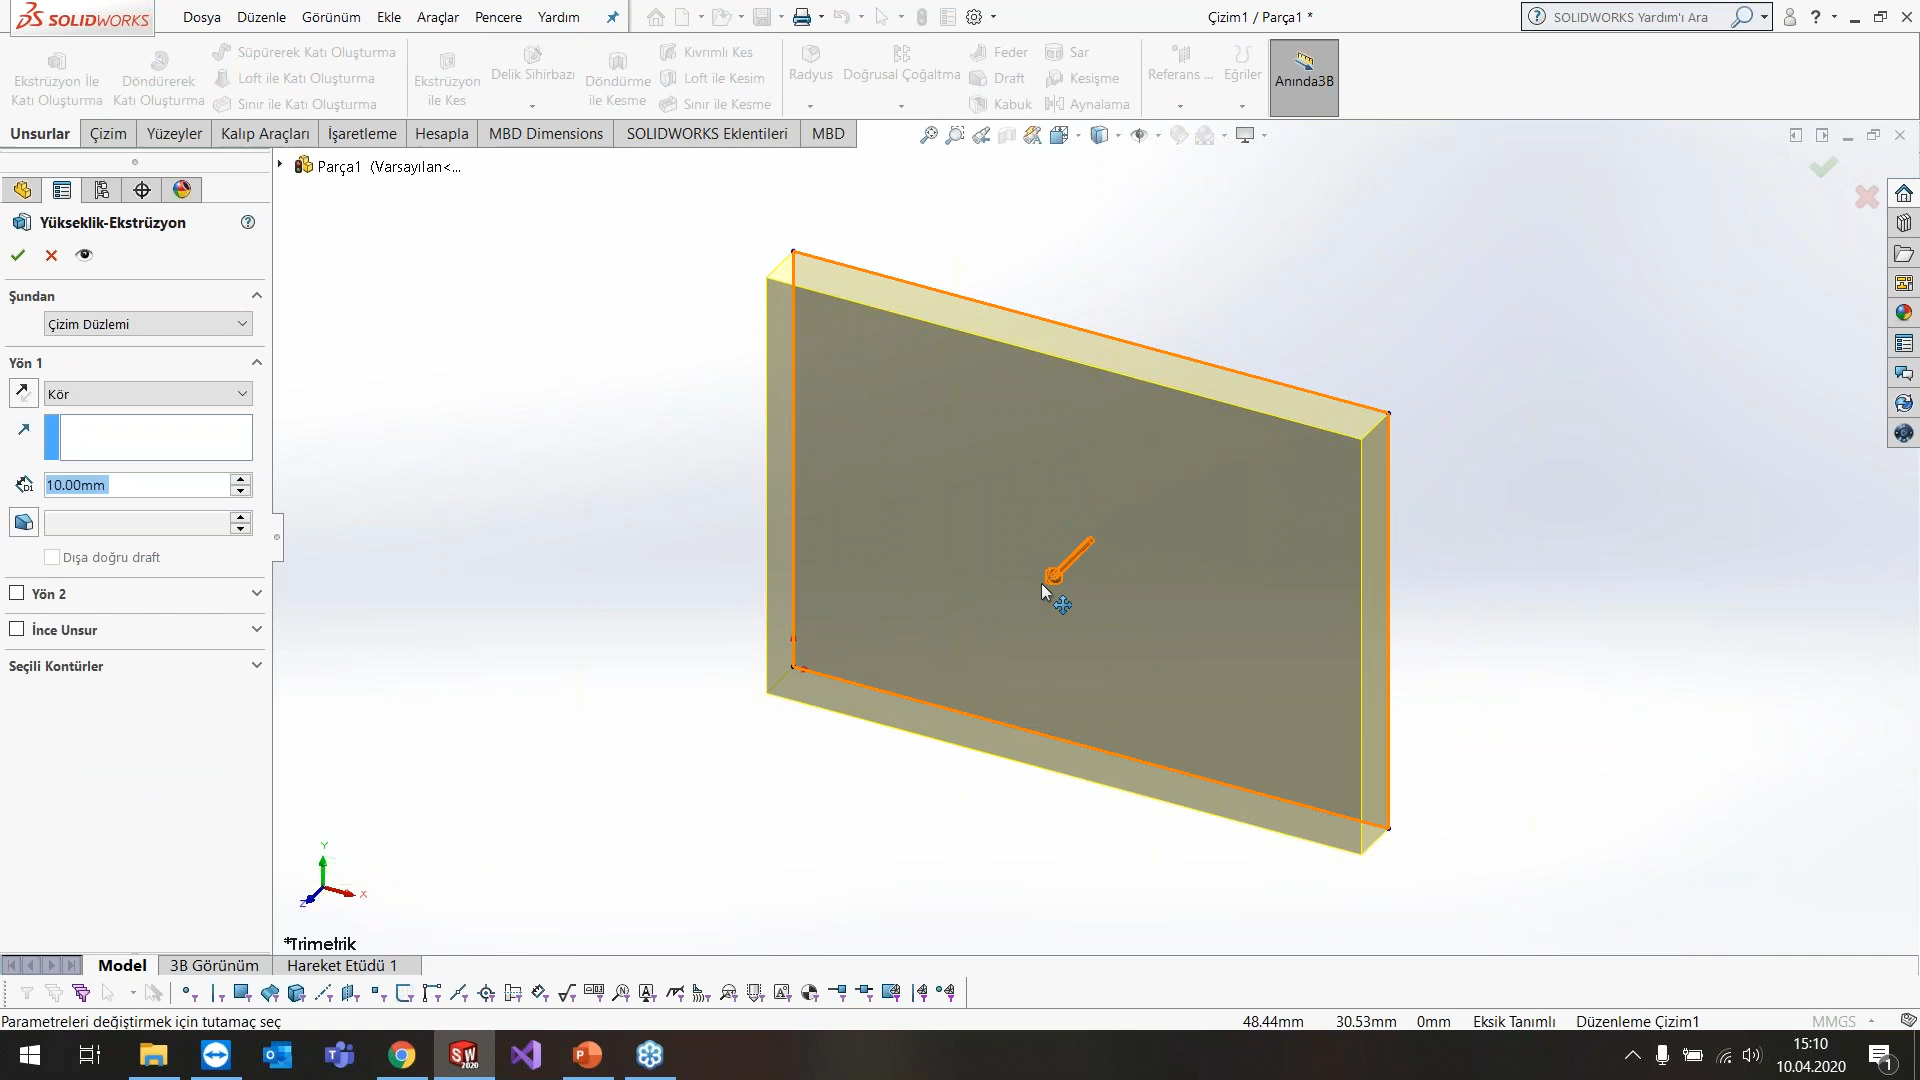 SOLIDWORKS
Dosya
Düzenle
Görünüm
Ekle
Araçlar
Pencere
Yardım
Çizim1 / Parça1 *
SOLIDWORKS Yardım'ı Ara
?
Ekstrüzyon İle
Katı Oluşturma
Döndürerek
Katı Oluşturma
Süpürerek Katı Oluşturma
Loft ile Katı Oluşturma
Sınır ile Katı Oluşturma
Ekstrüzyon
ile Kes
Delik Sihirbazı
Döndürme
ile Kesme
Kıvrımlı Kes
Loft ile Kesim
Sınır ile Kesme
Radyus
Doğrusal Çoğaltma
Feder
Draft
Kabuk
Sar
Kesişme
Aynalama
Referans ...
Eğriler
Anında3B
Unsurlar
Çizim
Yüzeyler
Kalıp Araçları
İşaretleme
Hesapla
MBD Dimensions
SOLIDWORKS Eklentileri
MBD
Parça1 (Varsayılan<...
Yükseklik-Ekstrüzyon
?
Şundan
Çizim Düzlemi
Yön 1
Kör
10.00mm
Dışa doğru draft
Yön 2
İnce Unsur
Seçili Kontürler
Y
X
Z
*Trimetrik
Model
3B Görünüm
Hareket Etüdü 1
Parametreleri değiştirmek için tutamaç seç
48.44mm
30.53mm
0mm
Eksik Tanımlı
Düzenleme Çizim1
MMGS
SW
2020
15:10
10.04.2020
1